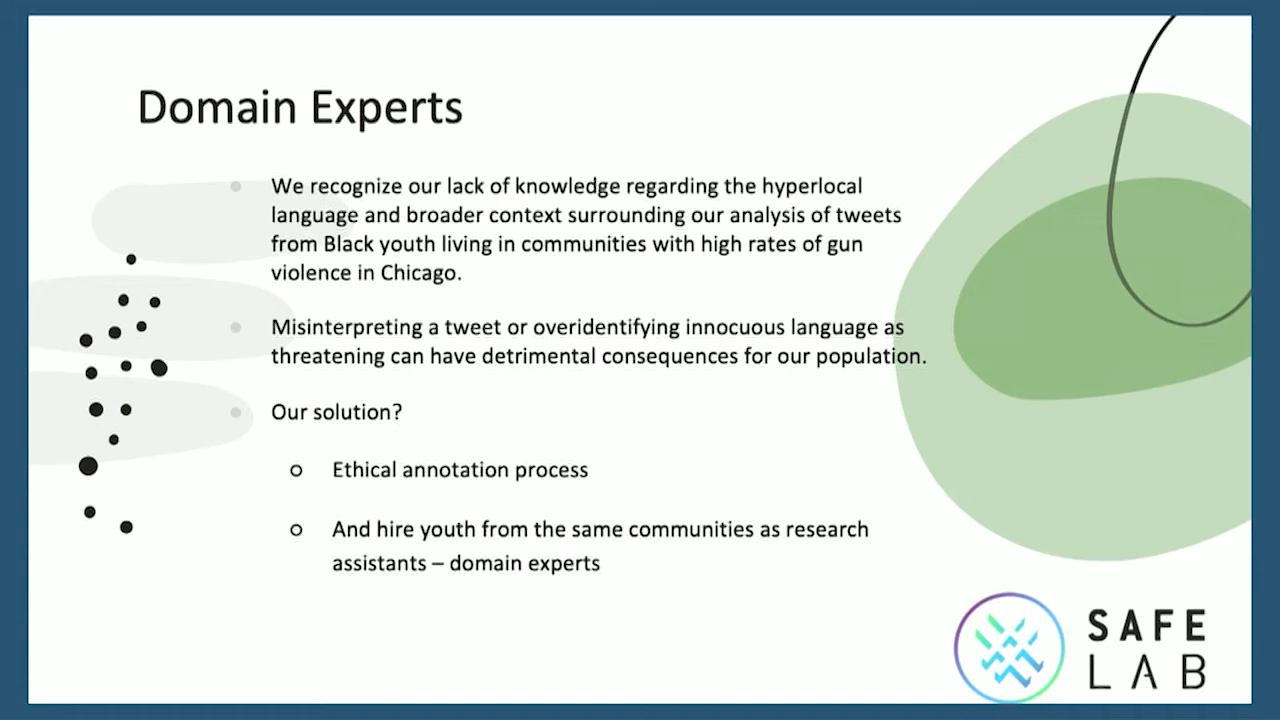 Domain Experts
We recognize our lack of knowledge regarding the hyperlocal
language and broader context surrounding our analysis of tweets
from Black youth living in communities with high rates of gun
violence in Chicago.
Misinterpreting a tweet or overidentifying innocuous language as
threatening can have detrimental consequences for our population.
Our solution?
Ethical annotation process
And hire youth from the same communities as research
assistants – domain experts
SAFE
LAB